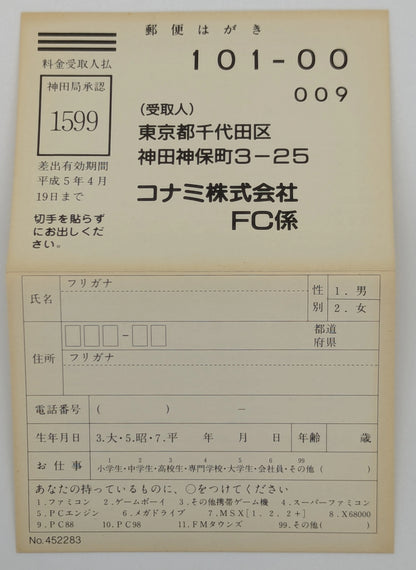 郵便はがき
101-00
009
料金受取人払
神田局承認
1599
差出有効期間
平成5年4月
19日まで
切手を貼らず
にお出しくだ
さい。
(受取人)
東京都千代田区
神田神保町3-25
コナミ株式会社
FC係
氏名 フリガナ 性別 1.男 2.女
住所 □□□-□□ 都道府県
フリガナ
電話番号 ( ) -
生年月日 3.大・5.昭・7.平 年 月 日 年齢 歳
お仕事 1小学生・2中学生・3高校生・4専門学校・5大学生・6会社員・99その他( )
あなたの持っているものに、○をつけてください
1.ファミコン 2.ゲームボーイ 3.その他携帯ゲーム機 4.スーパーファミコン
5.PCエンジン 6.メガドライブ 7.MSX[1、2、2+] 8.X68000
9.PC88 10.PC98 11.FMタウンズ 99.その他( )
No.452283